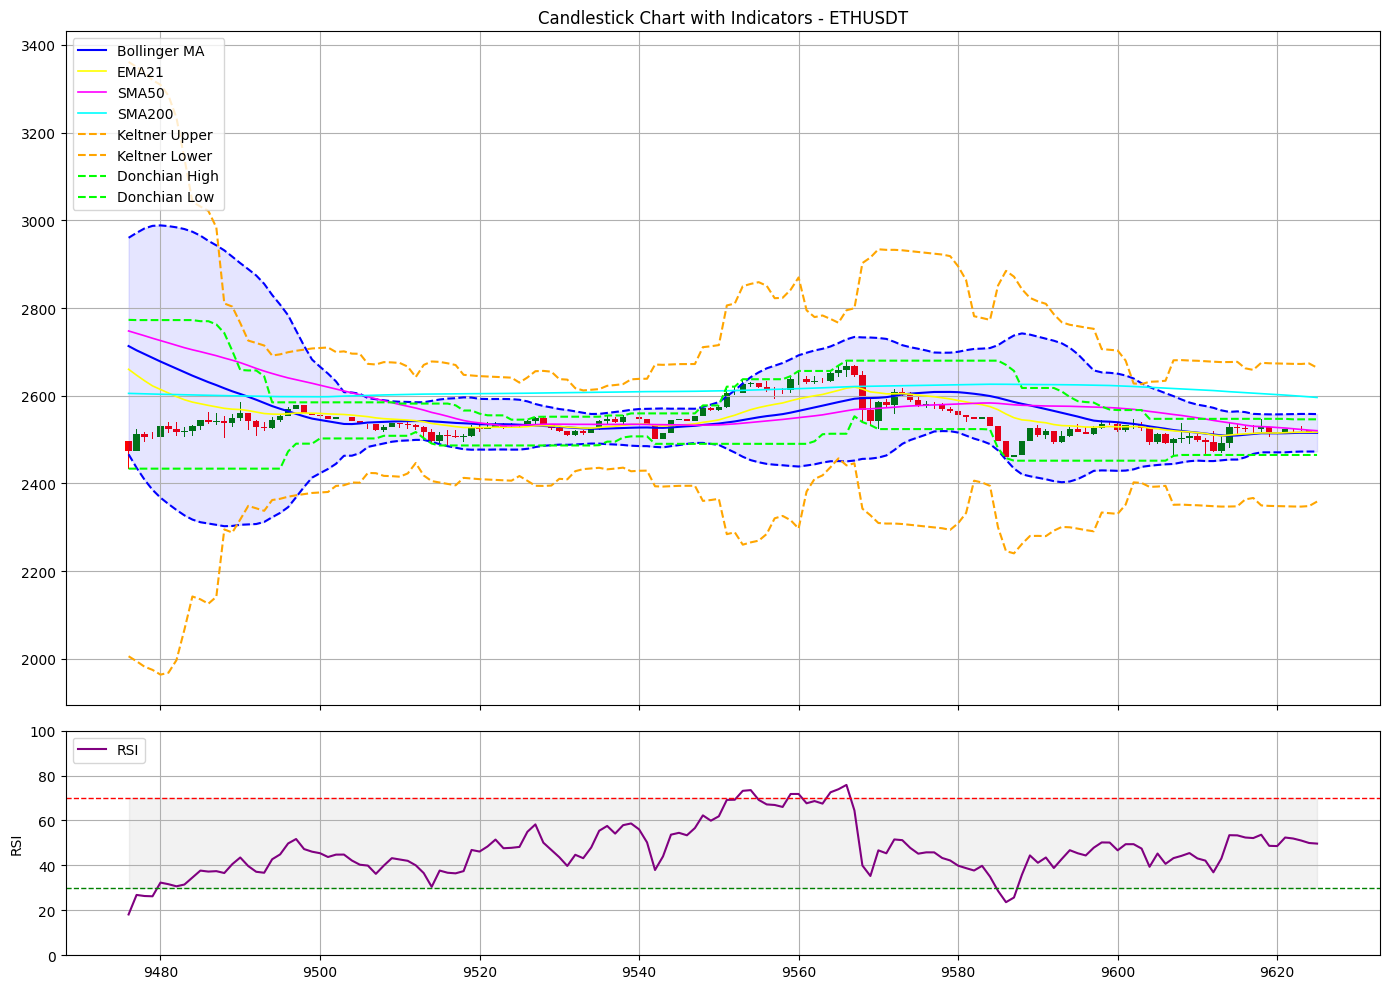 Candlestick Chart with Indicators - ETHUSDT
3400
3200
3000
2800
2600
2400
2200
2000
Bollinger MA
EMA21
SMA50
SMA200
Keltner Upper
Keltner Lower
Donchian High
Donchian Low
100
80
60
40
20
0
RSI
RSI
9480
9500
9520
9540
9560
9580
9600
9620